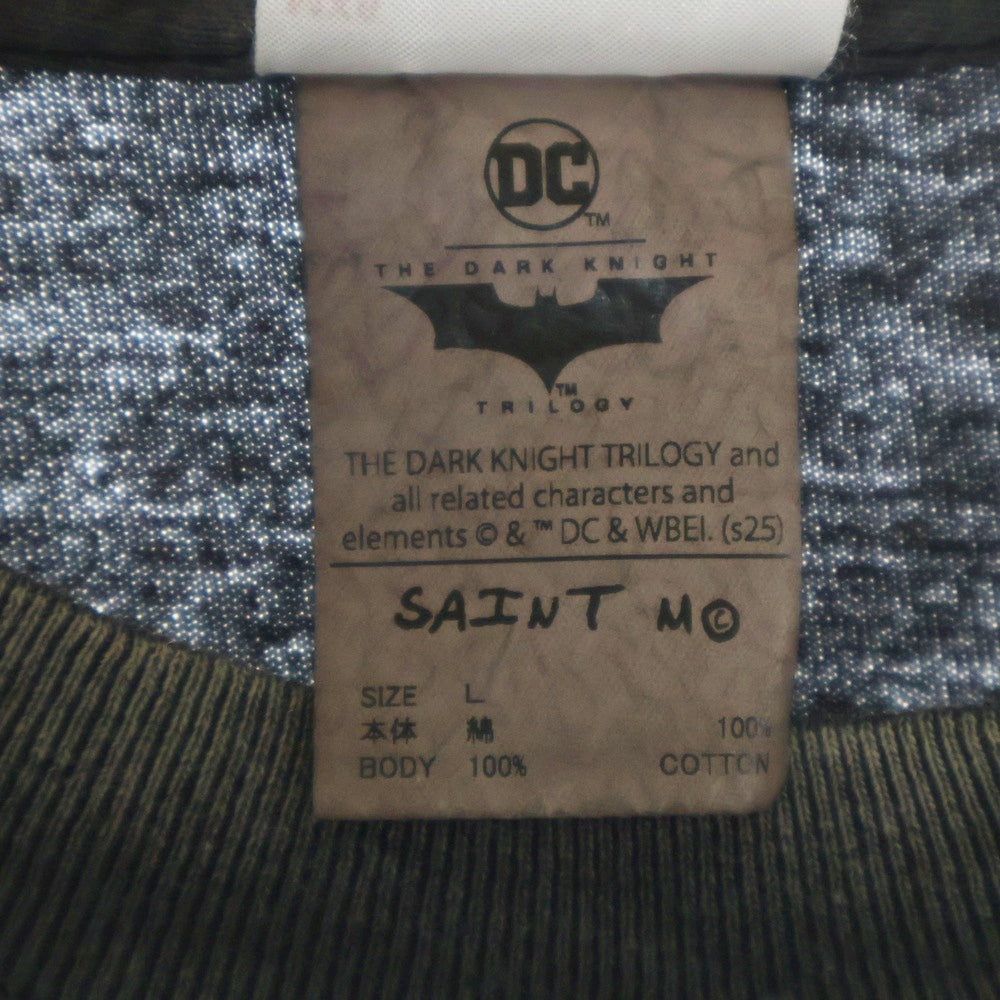 DC
TM
THE DARK KNIGHT
TM
TRILOGY
THE DARK KNIGHT TRILOGY and
all related characters and
elements © & ™ DC & WBEI. (s25)
SAINT M©
SIZE L
本体 綿 100%
BODY 100% COTTON